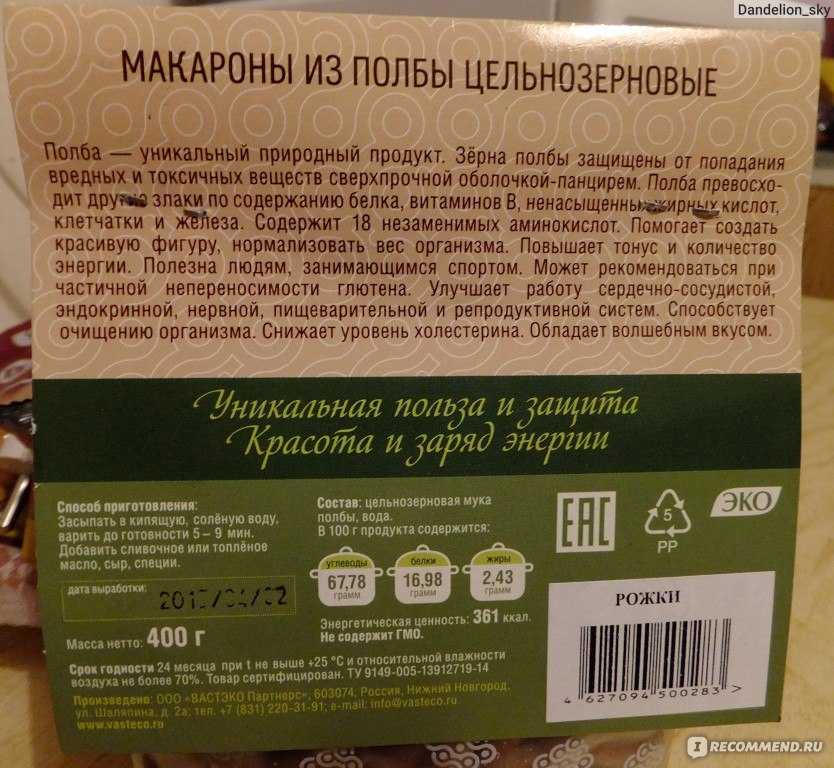 Dandelion_sky
МАКАРОНЫ ИЗ ПОЛБЫ ЦЕЛЬНОЗЕРНОВЫЕ
Полба — уникальный природный продукт. Зёрна полбы защищены от попадания
вредных и токсичных веществ сверхпрочной оболочкой-панцирем. Полба превосхо-
дит другие злаки по содержанию белка, витаминов В, ненасыщенных жирных кислот,
клетчатки и железа. Содержит 18 незаменимых аминокислот. Помогает создать
красивую фигуру, нормализовать вес организма. Повышает тонус и количество
энергии. Полезна людям, занимающимся спортом. Может рекомендоваться при
частичной непереносимости глютена. Улучшает работу сердечно-сосудистой,
эндокринной, нервной, пищеварительной и репродуктивной систем. Способствует
очищению организма. Снижает уровень холестерина. Обладает волшебным вкусом.
Уникальная польза и защита
Красота и заряд энергии
Способ приготовления:
Засыпать в кипящую, солёную воду,
варить до готовности 5 – 9 мин.
Добавить сливочное или топлёное
масло, сыр, специи.
дата выработки:
Масса нетто: 400 г
Состав: цельнозерновая мука
полбы, вода.
В 100 г продукта содержится:
углеводы 67,78 грамм
белки 16,98 грамм
жиры 2,43 грамм
Энергетическая ценность: 361 ккал.
Не содержит ГМО.
EAC
5
PP
ЭКО
РОЖКИ
4 627094 500283 >
Срок годности 24 месяца при t не выше +25 °C и относительной влажности
воздуха не более 70%. Товар сертифицирован. ТУ 9149-005-13912719-14
Произведено: ООО «ВАСТЭКО Партнерс», 603074, Россия, Нижний Новгород,
ул. Шаляпина, д. 2а; тел. +7 (831) 220-31-91; e-mail: info@vasteco.ru
www.vasteco.ru
I RECOMMEND.RU